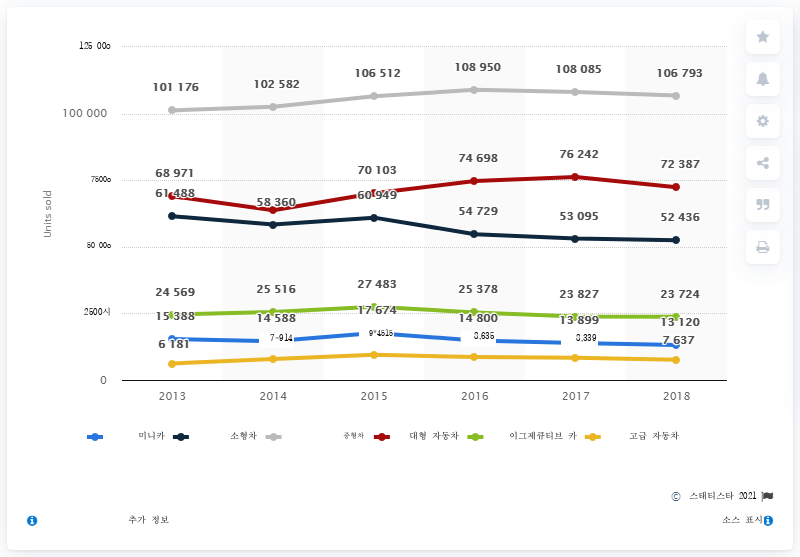 125 000
101 176 102 582 106 512 108 950 108 085 106 793
100 000
68 971 70 103 74 698 76 242 72 387
7500o
61 488 58 360 60 949 54 729 53 095 52 436
Units sold
50 00o
24 569 25 516 27 483 25 378 23 827 23 724
2500시
15 388 14 588 17 674 14 800 13 899 13 120
6 181 7-914 9*4515 8,635 8,339 7 637
0
2013 2014 2015 2016 2017 2018
미니카 소형차 중형차 대형 자동차 이그제큐티브 카 고급 자동차
© 스태티스타 2021
추가 정보 소스 표시